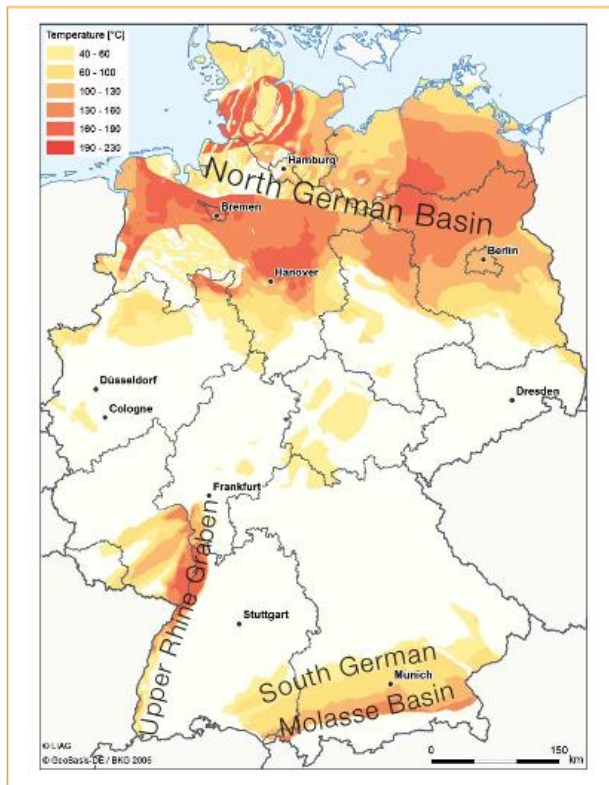 Temperature [°C]
40 - 60
60 - 100
100 - 130
130 - 160
160 - 190
190 - 230
Hamburg
North German Basin
Bremen
Berlin
Hanover
Düsseldorf
Cologne
Dresden
Frankfurt
Upper Rhine Graben
Stuttgart
South German
Munich
Molasse Basin
© LIAG
© GeoBasis-DE / BKG 2006
0 150
km